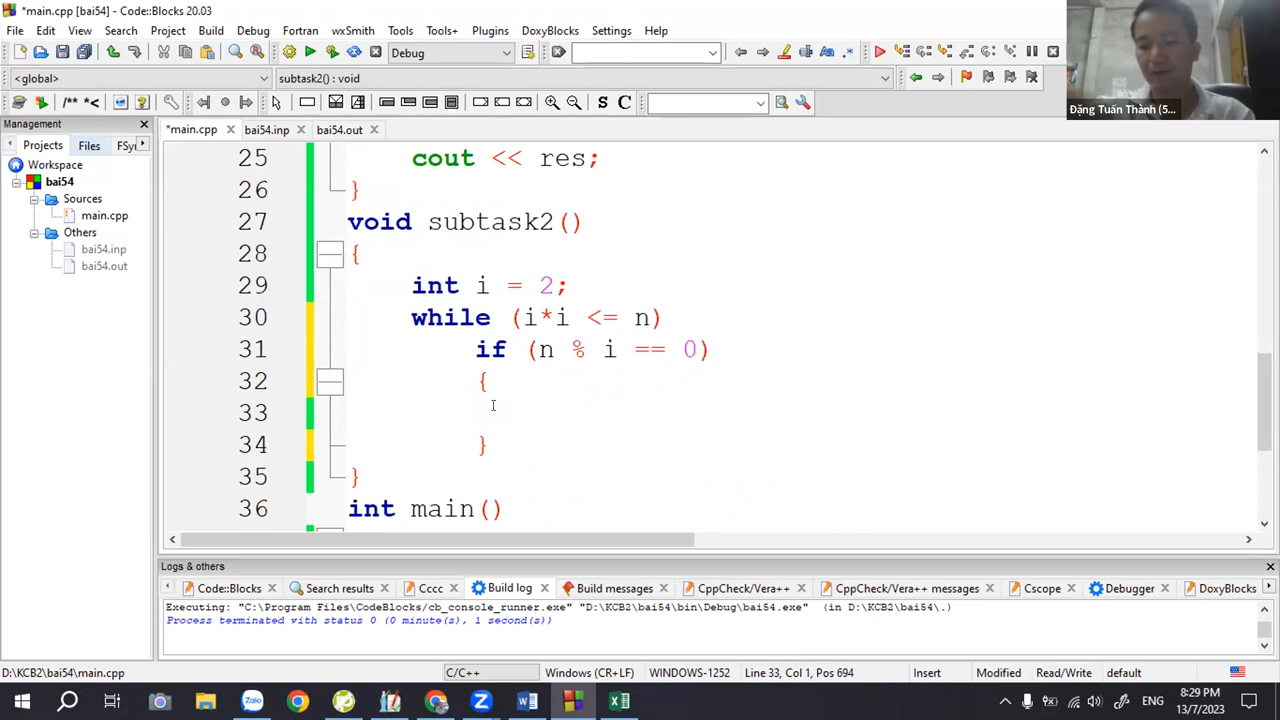 *main.cpp [bai54] - Code::Blocks 20.03
File Edit View Search Project Build Debug Fortran wxSmith Tools Tools+ Plugins DoxyBlocks Settings Help
Debug
<global> subtask2() : void
/** *< S C
Management
Projects Files FSy
Workspace
bai54
Sources
main.cpp
Others
bai54.inp
bai54.out
*main.cpp bai54.inp bai54.out
25 cout << res;
26 }
27 void subtask2()
28 {
29 int i = 2;
30 while (i*i <= n)
31 if (n % i == 0)
32 {
33
34 }
35 }
36 int main()
Đặng Tuấn Thành (5...
Logs & others
Code::Blocks Search results Cccc Build log Build messages CppCheck/Vera++ CppCheck/Vera++ messages Cscope Debugger DoxyBlocks
Executing: "C:\Program Files\CodeBlocks/cb_console_runner.exe" "D:\KCB2\bai54\bin\Debug\bai54.exe" (in D:\KCB2\bai54\.)
Process terminated with status 0 (0 minute(s), 1 second(s))
D:\KCB2\bai54\main.cpp C/C++ Windows (CR+LF) WINDOWS-1252 Line 33, Col 1, Pos 694 Insert Modified Read/Write default
Zalo ENG 8:29 PM
13/7/2023